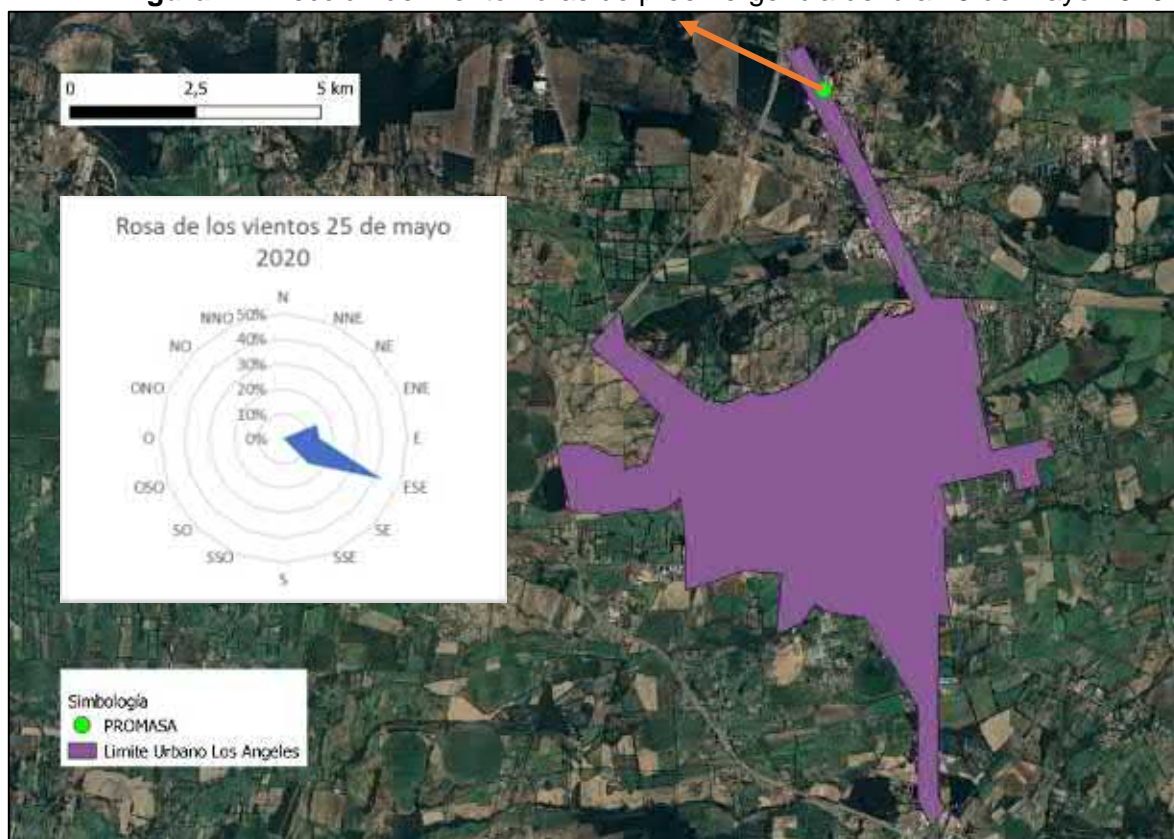 0 2,5 5 km
Rosa de los vientos 25 de mayo
2020
N
NNO 50% NNE
NO 40% NE
30%
ONO 20% ENE
10%
O 0% E
OSO ESE
SO SE
SSO SSE
S
Simbología
PROMASA
Limite Urbano Los Angeles